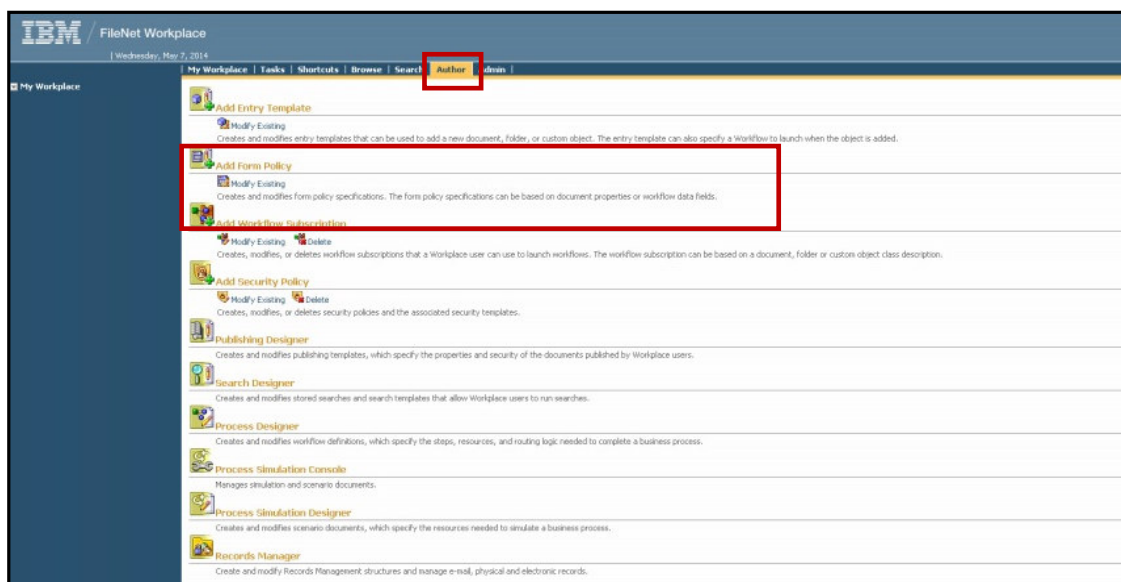 IBM / FileNet Workplace
| Wednesday, May 7, 2014
| My Workplace | Tasks | Shortcuts | Browse | Search | Author | Admin |
My Workplace
Add Entry Template
Modify Existing
Creates and modifies entry templates that can be used to add a new document, folder, or custom object. The entry template can also specify a Workflow to launch when the object is added.
Add Form Policy
Modify Existing
Creates and modifies form policy specifications. The form policy specifications can be based on document properties or workflow data fields.
Add Workflow Subscription
Modify Existing Delete
Creates, modifies, or deletes workflow subscriptions that a Workplace user can use to launch workflows. The workflow subscription can be based on a document, folder or custom object class description.
Add Security Policy
Modify Existing Delete
Creates, modifies, or deletes security policies and the associated security templates.
Publishing Designer
Creates and modifies publishing templates, which specify the properties and security of the documents published by Workplace users.
Search Designer
Creates and modifies stored searches and search templates that allow Workplace users to run searches.
Process Designer
Creates and modifies workflow definitions, which specify the steps, resources, and routing logic needed to complete a business process.
Process Simulation Console
Manages simulation and scenario documents.
Process Simulation Designer
Creates and modifies scenario documents, which specify the resources needed to simulate a business process.
Records Manager
Create and modify Records Management structures and manage e-mail, physical and electronic records.